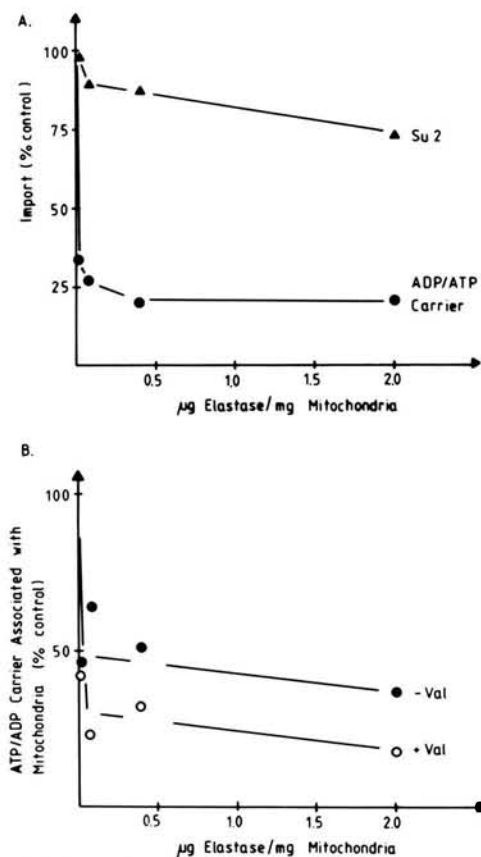 A.
Import (% control)
100
75
50
25
Su 2
ADP/ATP
Carrier
0.5
1.0
1.5
2.0
µg Elastase/mg Mitochondria
B.
ATP/ADP Carrier Associated with
Mitochondria (% control)
100
50
- Val
+ Val
0.5
1.0
1.5
2.0
µg Elastase/mg Mitochondria